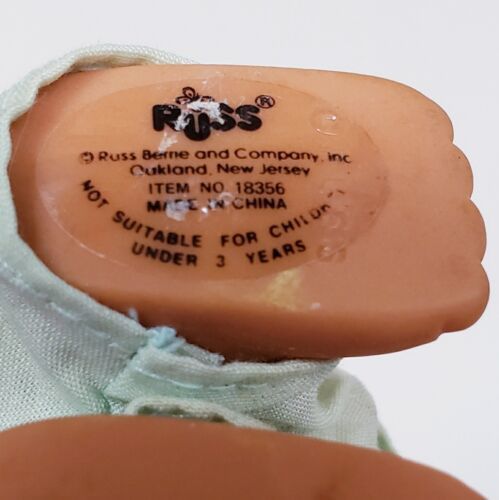 RUSS®
© Russ Berrie and Company, Inc
Oakland, New Jersey
ITEM NO. 18356
MADE IN CHINA
NOT SUITABLE FOR CHILDREN
UNDER 3 YEARS